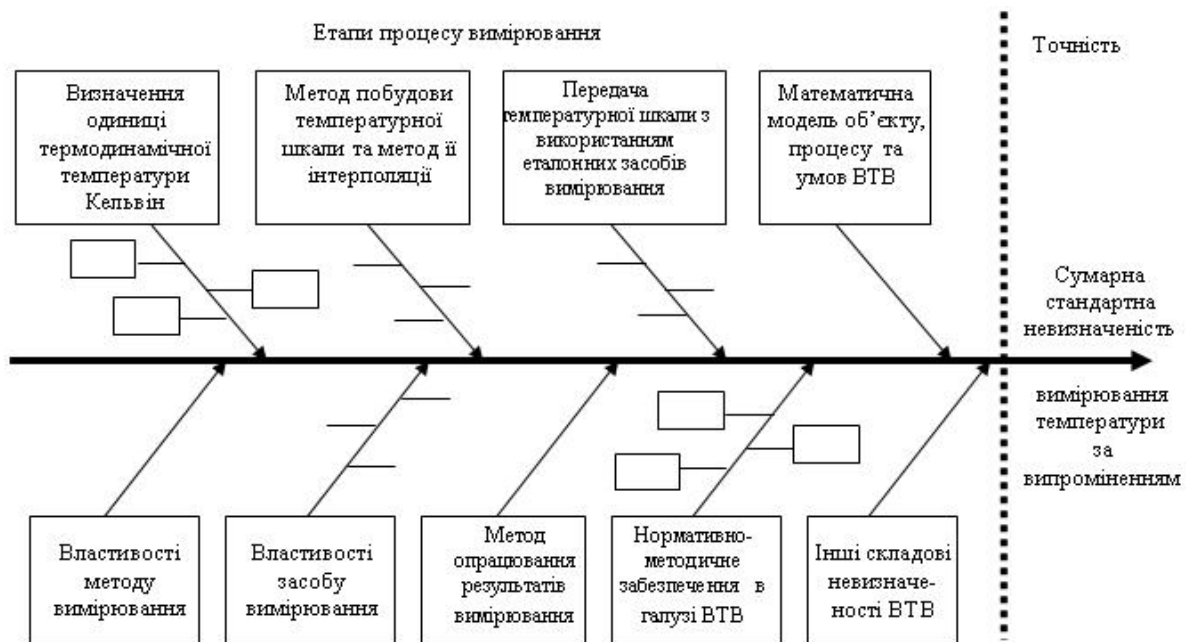 Етапи процесу вимірювання
Точність
Визначення
одиниці
термодинамічної
температури
Кельвін
Метод побудови
температурної
шкали та метод її
інтерполяції
Передача
температурної шкали з
використанням
еталонних засобів
вимірювання
Математична
модель об’єкту,
процесу та
умов ВТВ
Сумарна
стандартна
невизначеність
вимірювання
температури
за
випроміненням
Властивості
методу
вимірювання
Властивості
засобу
вимірювання
Метод
опрацювання
результатів
вимірювання
Нормативно-
методичне
забезпечення в
галузі ВТВ
Інші складові
невизначе-
ності ВТВ